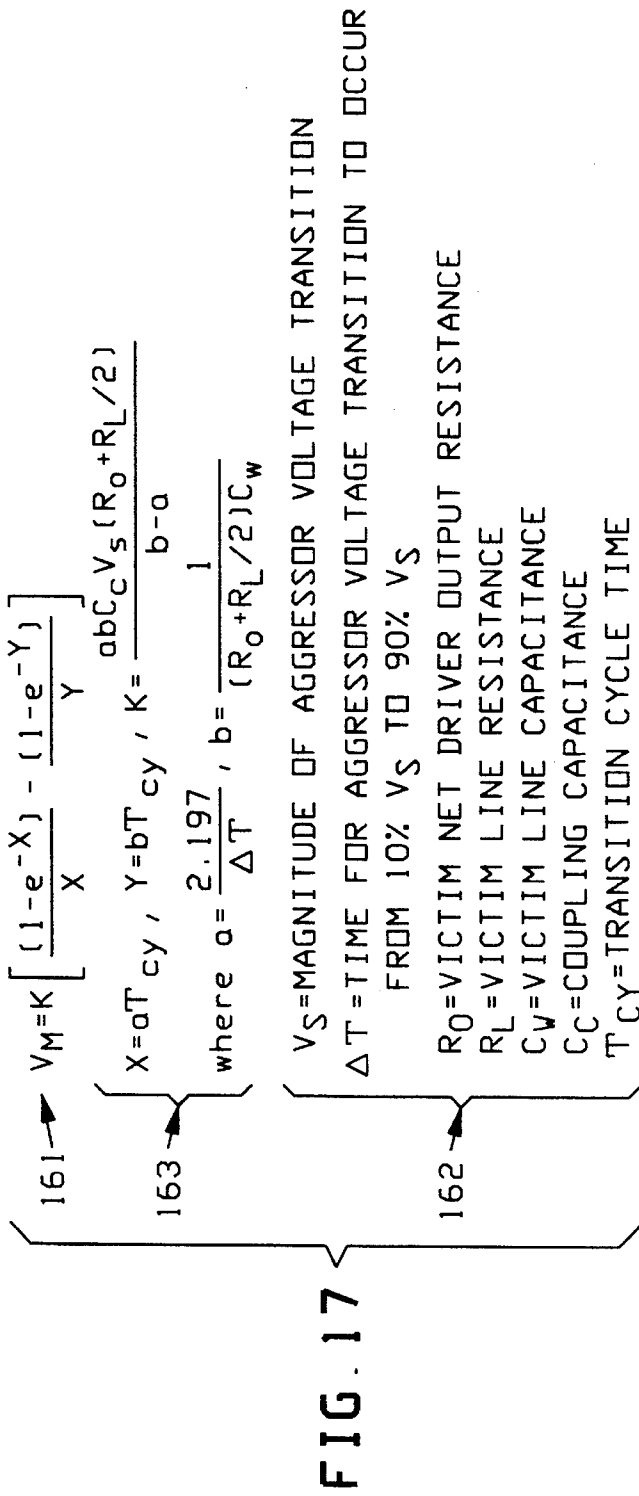 161 V_M=K[(1-e^-X)/X - (1-e^-Y)/Y]
163 X=aT_cy, Y=bT_cy, K=abC_cV_s(R_o+R_L/2)/b-a
where a=2.197/ΔT, b=1/(R_o+R_L/2)C_w
162 V_S=MAGNITUDE OF AGGRESSOR VOLTAGE TRANSITION
ΔT=TIME FOR AGGRESSOR VOLTAGE TRANSITION TO OCCUR
FROM 10% V_S TO 90% V_S
R_O=VICTIM NET DRIVER OUTPUT RESISTANCE
R_L=VICTIM LINE RESISTANCE
C_W=VICTIM LINE CAPACITANCE
C_C=COUPLING CAPACITANCE
T_CY=TRANSITION CYCLE TIME
FIG. 17